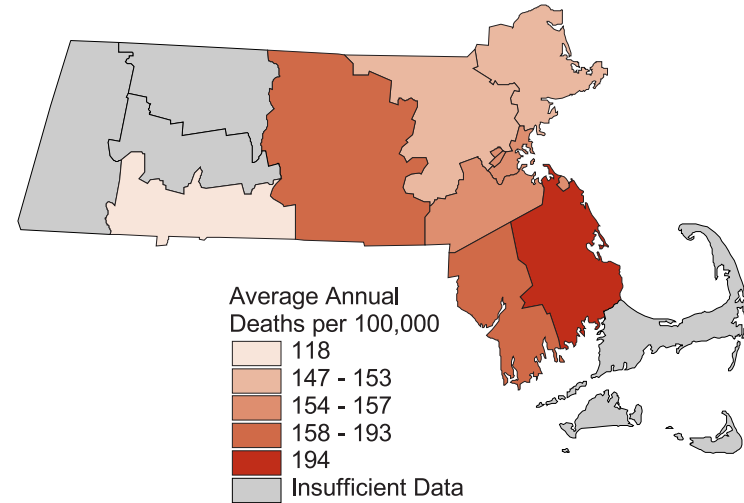 Average Annual
Deaths per 100,000
118
147 - 153
154 - 157
158 - 193
194
Insufficient Data